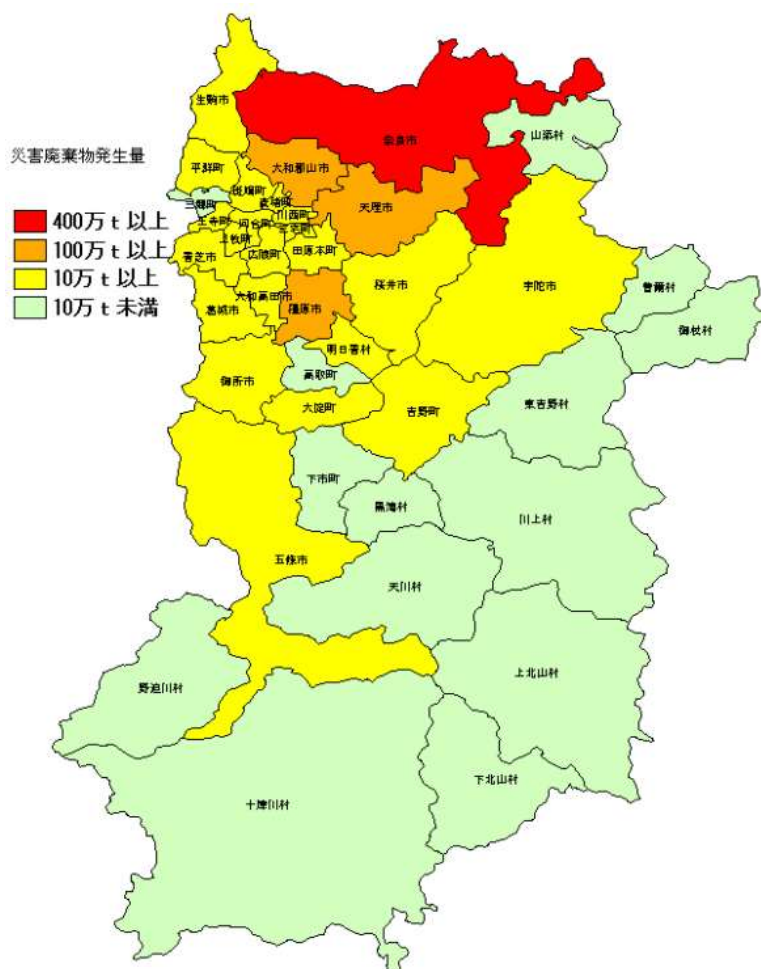 生駒市
奈良市
山添村
災害廃棄物発生量
平群町
大和郡山市
斑鳩町
天理市
三郷町
安堵町
川西町
400万t以上
王寺町
河合町
三宅町
上牧町
100万t以上
香芝市
広陵町
田原本町
桜井市
宇陀市
曽爾村
10万t以上
大和高田市
葛城市
橿原市
10万t未満
御杖村
明日香村
御所市
高取町
大淀町
吉野町
東吉野村
下市町
黒滝村
川上村
五條市
天川村
野迫川村
上北山村
下北山村
十津川村